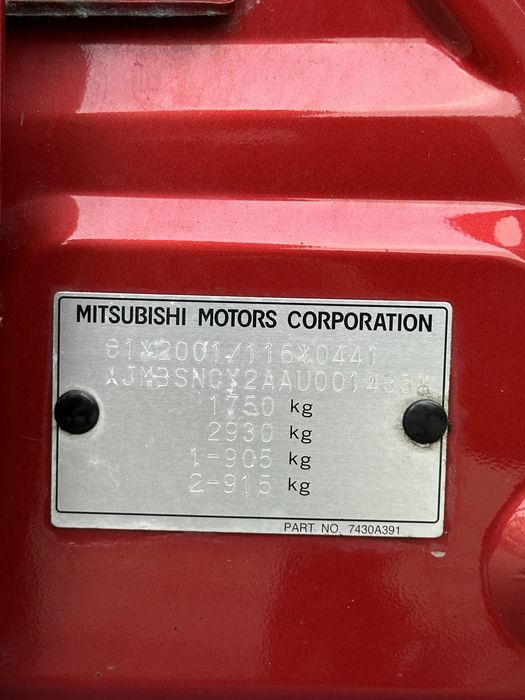 MITSUBISHI MOTORS CORPORATION
e1*2001/116*0441
*JMBSNCY2AAU001433*
1750 kg
2930 kg
1-905 kg
2-915 kg
PART NO. 7430A391